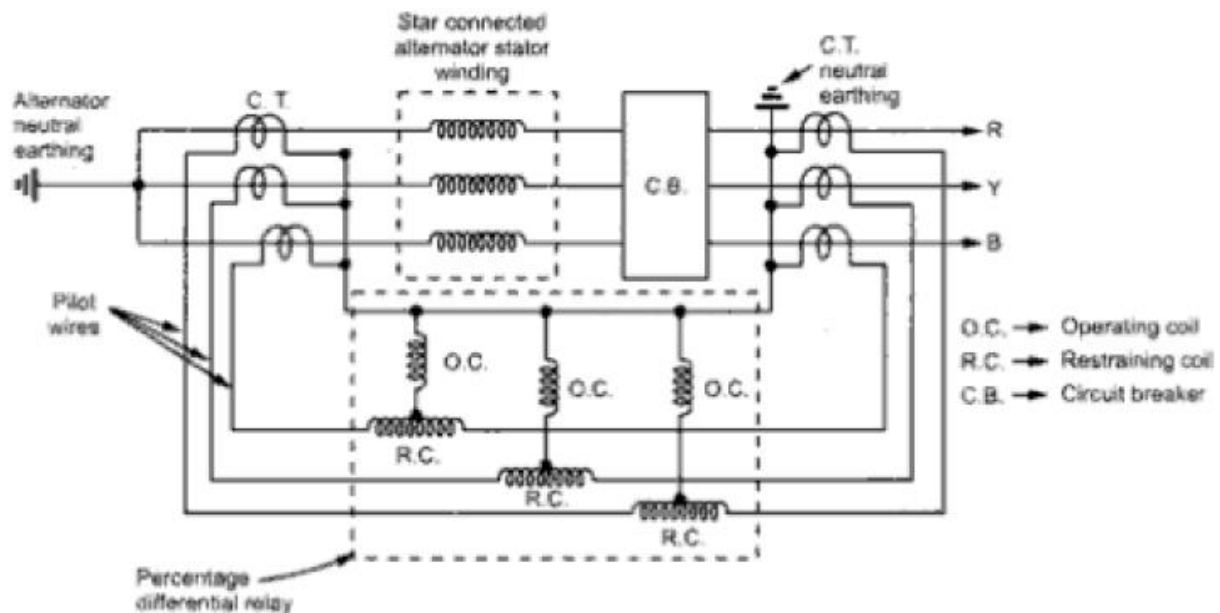 Star connected
alternator stator
winding
C.T.
neutral
earthing
Alternator
neutral
earthing
C. T.
R
C.B.
Y
B
Pilot
wires
O.C.
O.C.
O.C.
R.C.
R.C.
R.C.
O.C. → Operating coil
R.C. → Restraining coil
C.B. → Circuit breaker
Percentage
differential relay